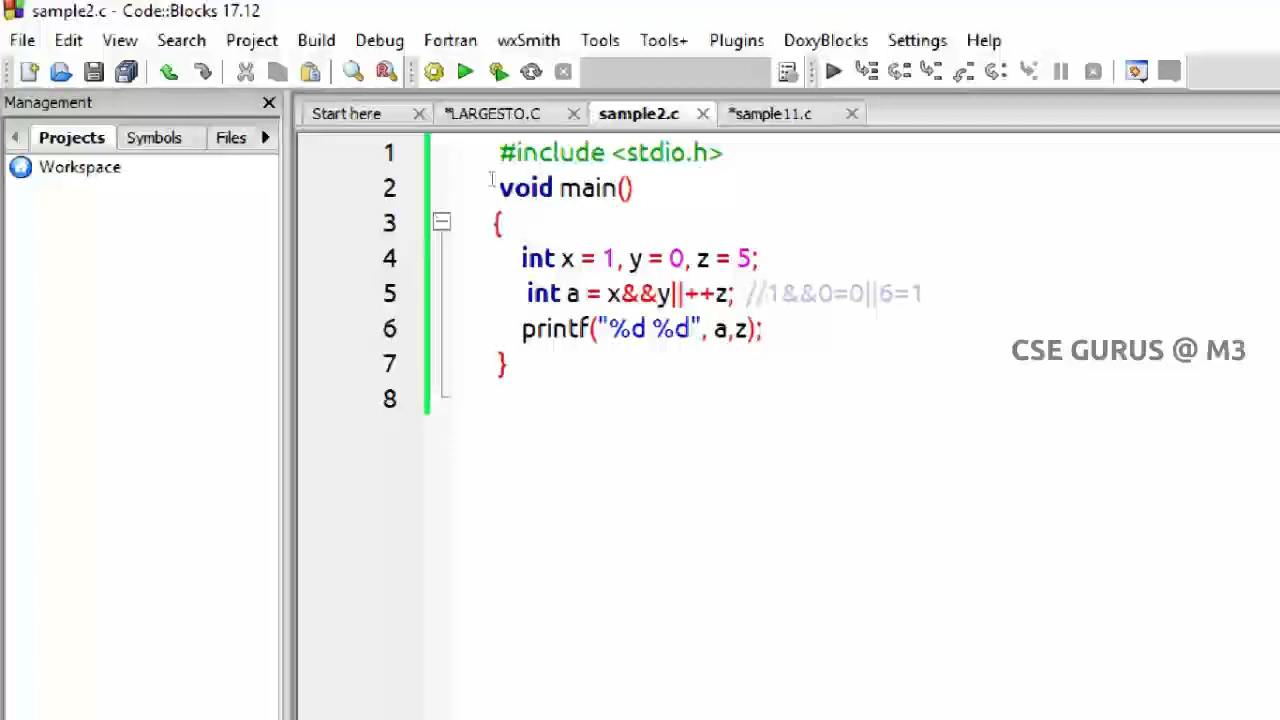 sample2.c - Code::Blocks 17.12
File Edit View Search Project Build Debug Fortran wxSmith Tools Tools+ Plugins DoxyBlocks Settings Help
Management
Start here *LARGESTO.C sample2.c *sample11.c
Projects Symbols Files
Workspace
1 #include <stdio.h>
2 void main()
3 {
4 int x = 1, y = 0, z = 5;
5 int a = x&&y||++z; //1&&0=0||6=1
6 printf("%d %d", a,z);
7 }
8
CSE GURUS @ M3